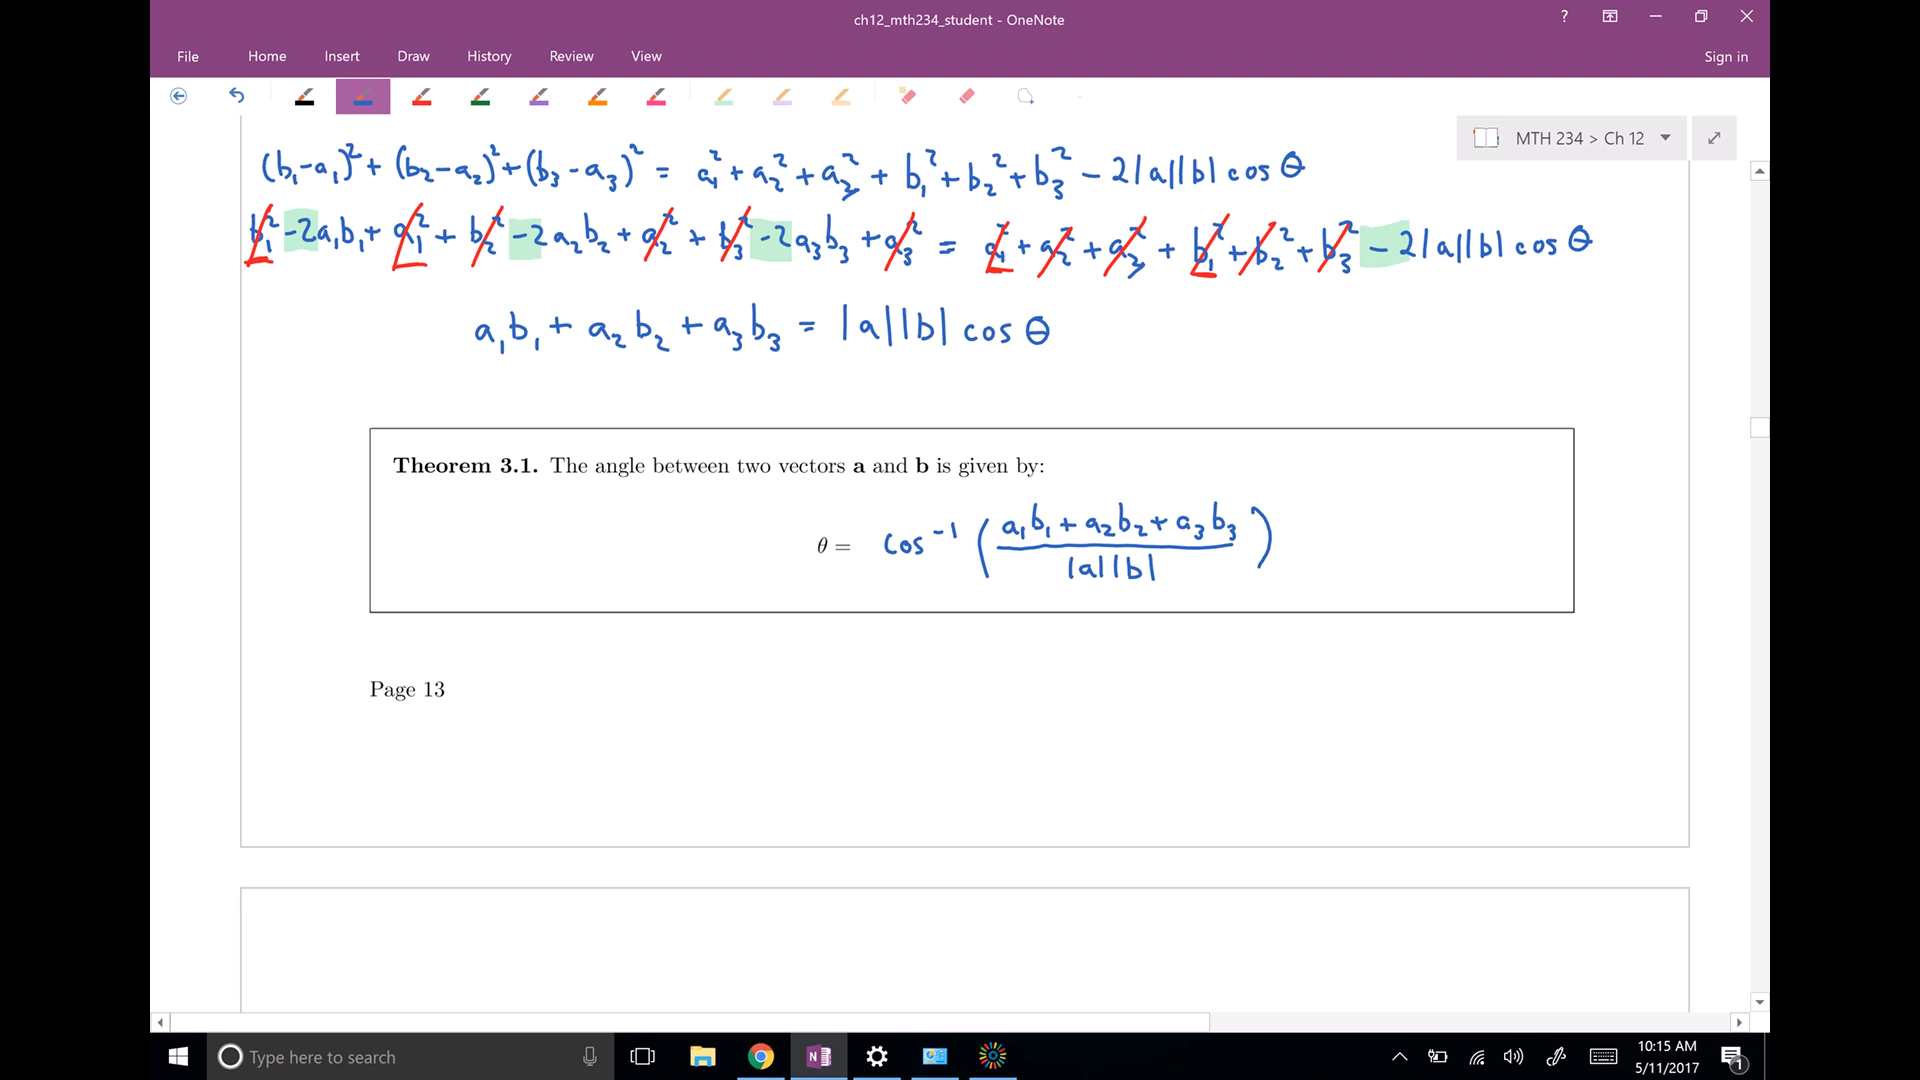 ch12_mth234_student - OneNote
?
File Home Insert Draw History Review View Sign in
MTH 234 > Ch 12
(b₁-a₁)² + (b₂-a₂)² + (b₃-a₃)² = a₁² + a₂² + a₃² + b₁² + b₂² + b₃² - 2|a||b| cos θ
b₁² - 2a₁b₁ + a₁² + b₂² - 2a₂b₂ + a₂² + b₃² - 2a₃b₃ + a₃² = a₁² + a₂² + a₃² + b₁² + b₂² + b₃² - 2|a||b| cos θ
a₁b₁ + a₂b₂ + a₃b₃ = |a||b| cos θ
Theorem 3.1. The angle between two vectors a and b is given by:
θ = cos⁻¹ ( (a₁b₁ + a₂b₂ + a₃b₃) / |a||b| )
Page 13
Type here to search
N
10:15 AM
5/11/2017
1